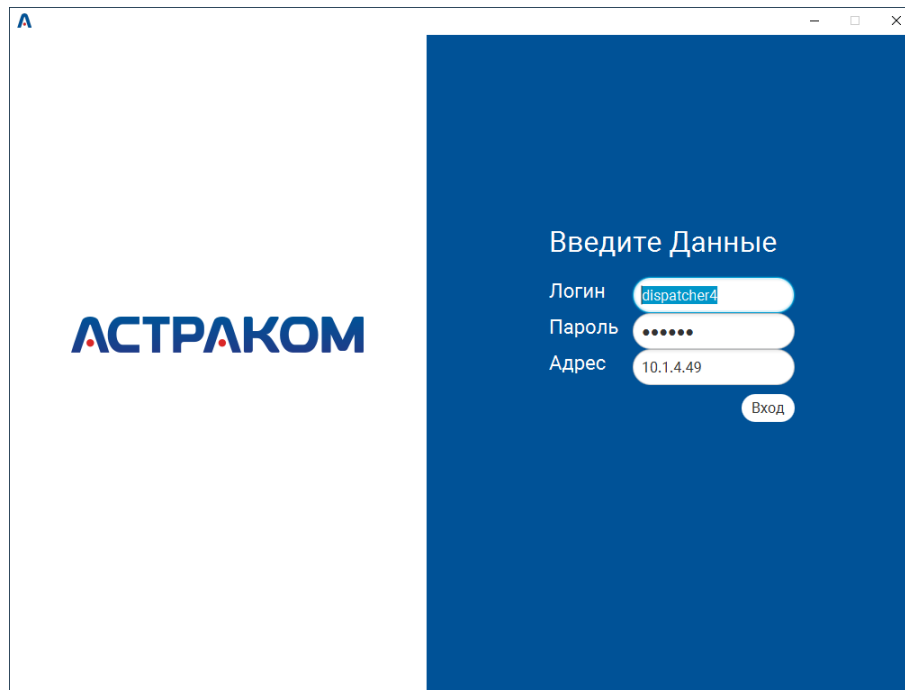 АСТРАКОМ
Введите Данные
Логин dispatcher4
Пароль ••••••
Адрес 10.1.4.49
Вход